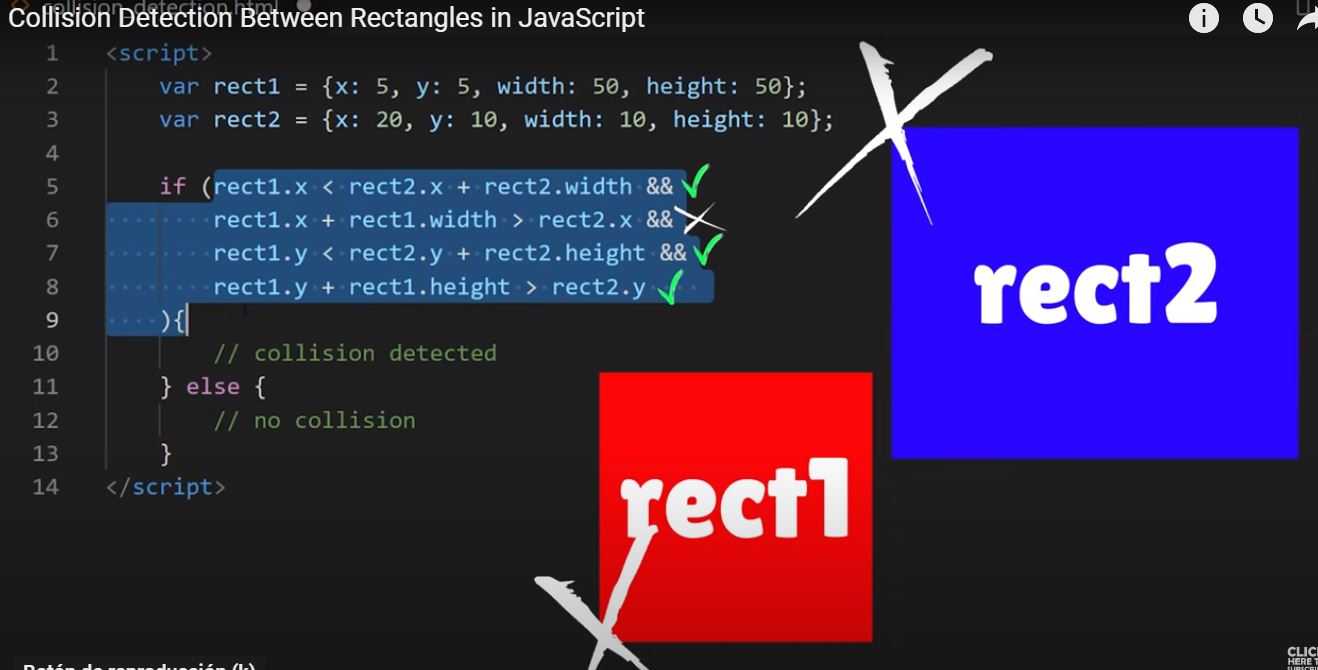 collision_detection.html
Collision Detection Between Rectangles in JavaScript
1 <script>
2 var rect1 = {x: 5, y: 5, width: 50, height: 50};
3 var rect2 = {x: 20, y: 10, width: 10, height: 10};
4
5 if (rect1.x < rect2.x + rect2.width &&
6 rect1.x + rect1.width > rect2.x &&
7 rect1.y < rect2.y + rect2.height &&
8 rect1.y + rect1.height > rect2.y
9 ){
10 // collision detected
11 } else {
12 // no collision
13 }
14 </script>
rect2
rect1
Botón de reproducción (k)
CLIC
HERE T